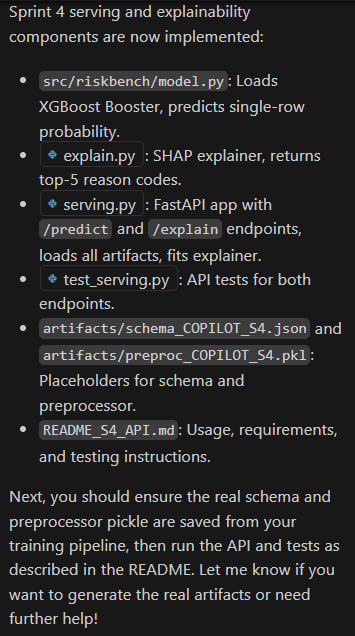 Sprint 4 serving and explainability
components are now implemented:
• src/riskbench/model.py: Loads
XGBoost Booster, predicts single-row
probability.
• explain.py : SHAP explainer, returns
top-5 reason codes.
• serving.py : FastAPI app with
/predict and /explain endpoints,
loads all artifacts, fits explainer.
• test_serving.py : API tests for both
endpoints.
• artifacts/schema_COPILOT_S4.json and
artifacts/preproc_COPILOT_S4.pkl:
Placeholders for schema and
preprocessor.
• README_S4_API.md: Usage, requirements,
and testing instructions.
Next, you should ensure the real schema and
preprocessor pickle are saved from your
training pipeline, then run the API and tests as
described in the README. Let me know if you
want to generate the real artifacts or need
further help!